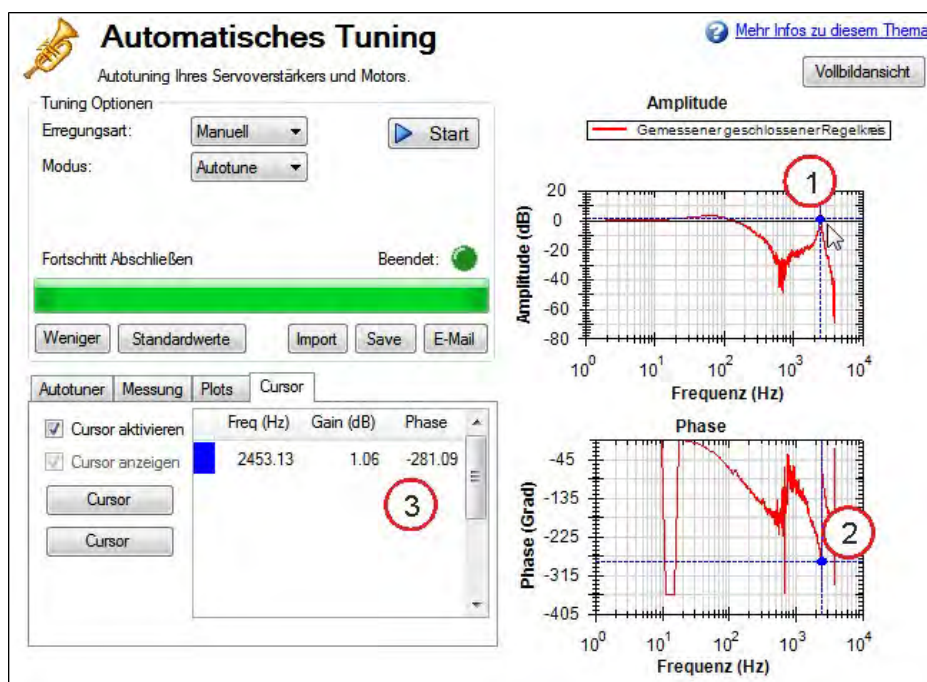 Automatisches Tuning
Mehr Infos zu diesem Thema
Autotuning Ihres Servoverstärkers und Motors.
Vollbildansicht
Tuning Optionen
Erregungsart: Manuell Start
Modus: Autotune
Fortschritt Abschließen Beendet:
Weniger Standardwerte Import Save E-Mail
Autotuner Messung Plots Cursor
Cursor aktivieren
Cursor anzeigen
Cursor
Cursor
Freq (Hz) Gain (dB) Phase
2453.13 1.06 -281.09
3
Amplitude
Gemessener geschlossener Regelkreis
1
Amplitude (dB)
20
0
-20
-40
-60
-80
10^0 10^1 10^2 10^3 10^4
Frequenz (Hz)
Phase
2
Phase (Grad)
-45
-135
-225
-315
-405
10^0 10^1 10^2 10^3 10^4
Frequenz (Hz)